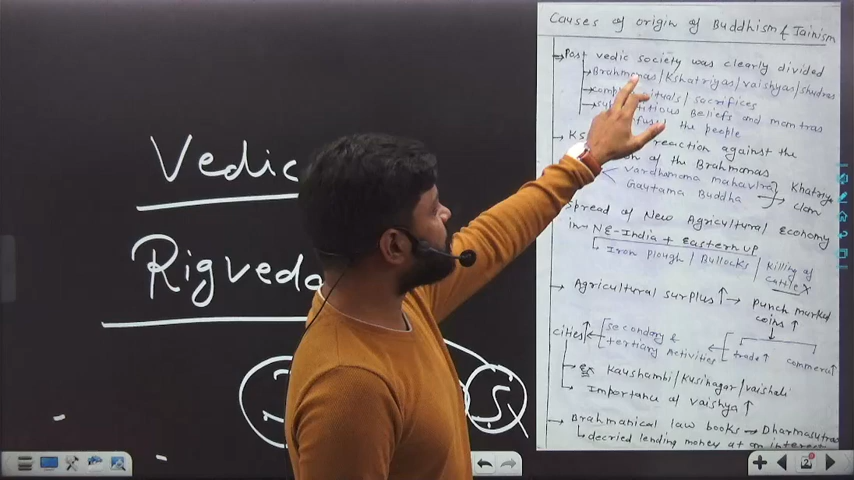 Vedic
Rigveda
S
Causes of origin of Buddhism & Jainism
Post vedic society was clearly divided
Brahmanas/Kshatriyas/Vaishyas/Shudras
rituals/sacrifices
Beliefs and mantras
the people
reaction against the
of the Brahmanas
Vardhamana mahavira
Gautama Buddha
Khatriya
clan
Spread of New Agricultural Economy
in NE-India + Eastern up
Iron plough / Bullocks / Killing of
cattle x
Agricultural surplus ↑ → Punch marked
coins ↑
cities ↑
secondary &
tertiary Activities
trade ↑
commerce ↑
ex Kaushambi/Kusinagar/vaishali
Importance of vaishya ↑
Brahmanical law books → Dharmasutras
decried lending money at an interest
2